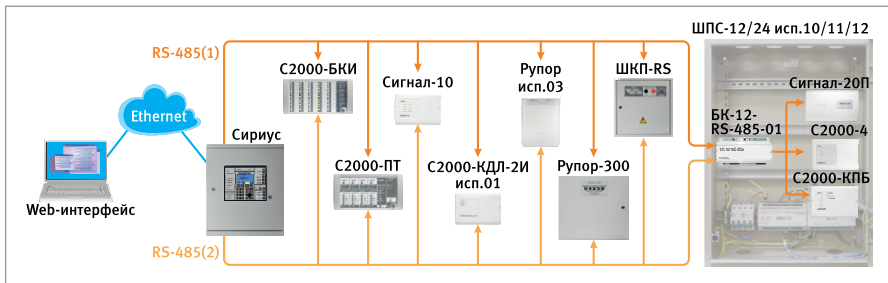 ШПС-12/24 исп.10/11/12
RS-485(1)
С2000-БКИ
Сигнал-10
Рупор
исп.03
ШКП-RS
Сигнал-20П
Ethernet
Сириус
БК-12-
RS-485-01
С2000-4
С2000-ПТ
С2000-КДЛ-2И
исп.01
Рупор-300
С2000-КПБ
Web-интерфейс
RS-485(2)